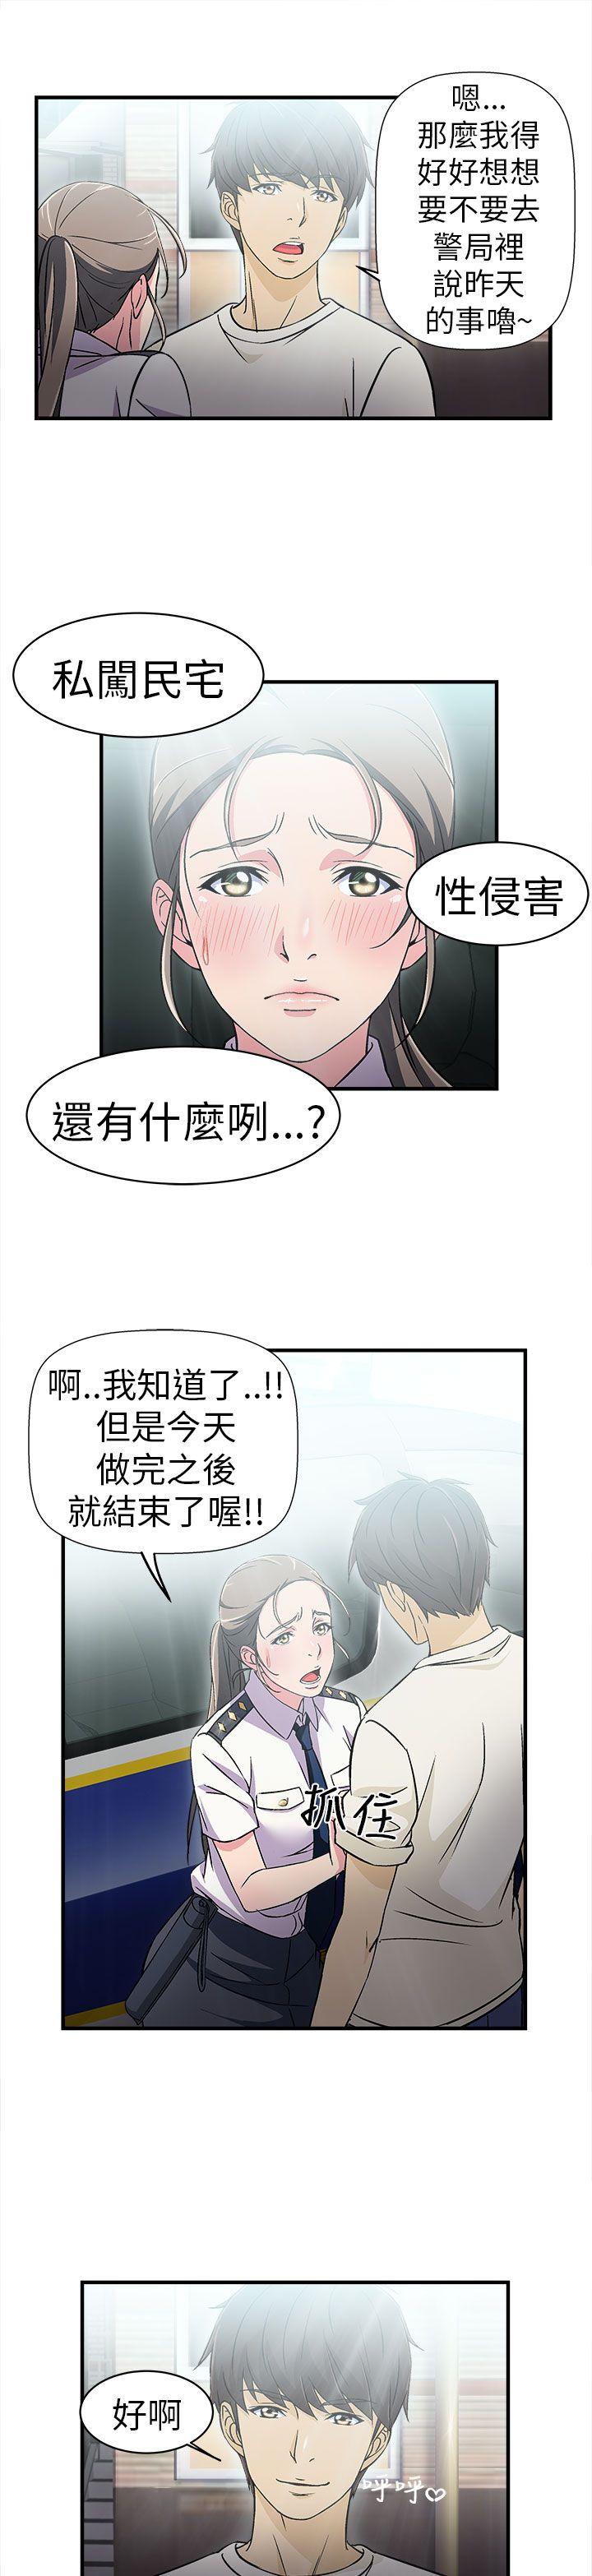 嗯...
那麼我得
好好想想
要不要去
警局裡
說昨天
的事嚕~
私闖民宅
性侵害
還有什麼咧...?
啊..我知道了..!!
但是今天
做完之後
就結束了喔!!
抓住
好啊
呼呼♡